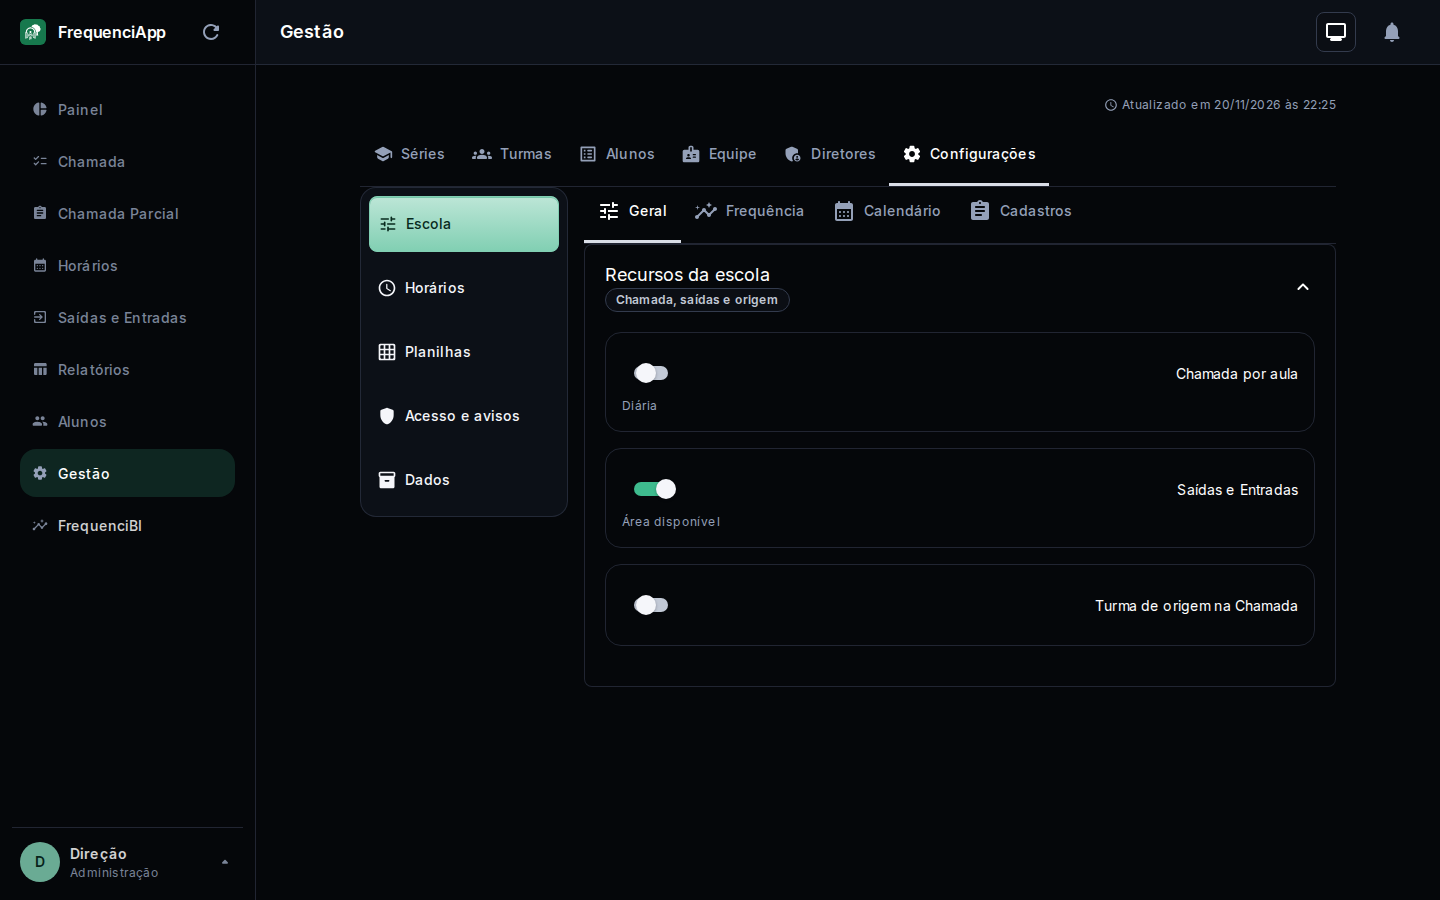 FrequenciApp
Gestão
Painel
Chamada
Chamada Parcial
Horários
Saídas e Entradas
Relatórios
Alunos
Gestão
FrequenciBI
D
Direção
Administração
Atualizado em 20/11/2026 às 22:25
Séries Turmas Alunos Equipe Diretores Configurações
Escola
Horários
Planilhas
Acesso e avisos
Dados
Geral Frequência Calendário Cadastros
Recursos da escola
Chamada, saídas e origem
Chamada por aula
Diária
Saídas e Entradas
Área disponível
Turma de origem na Chamada